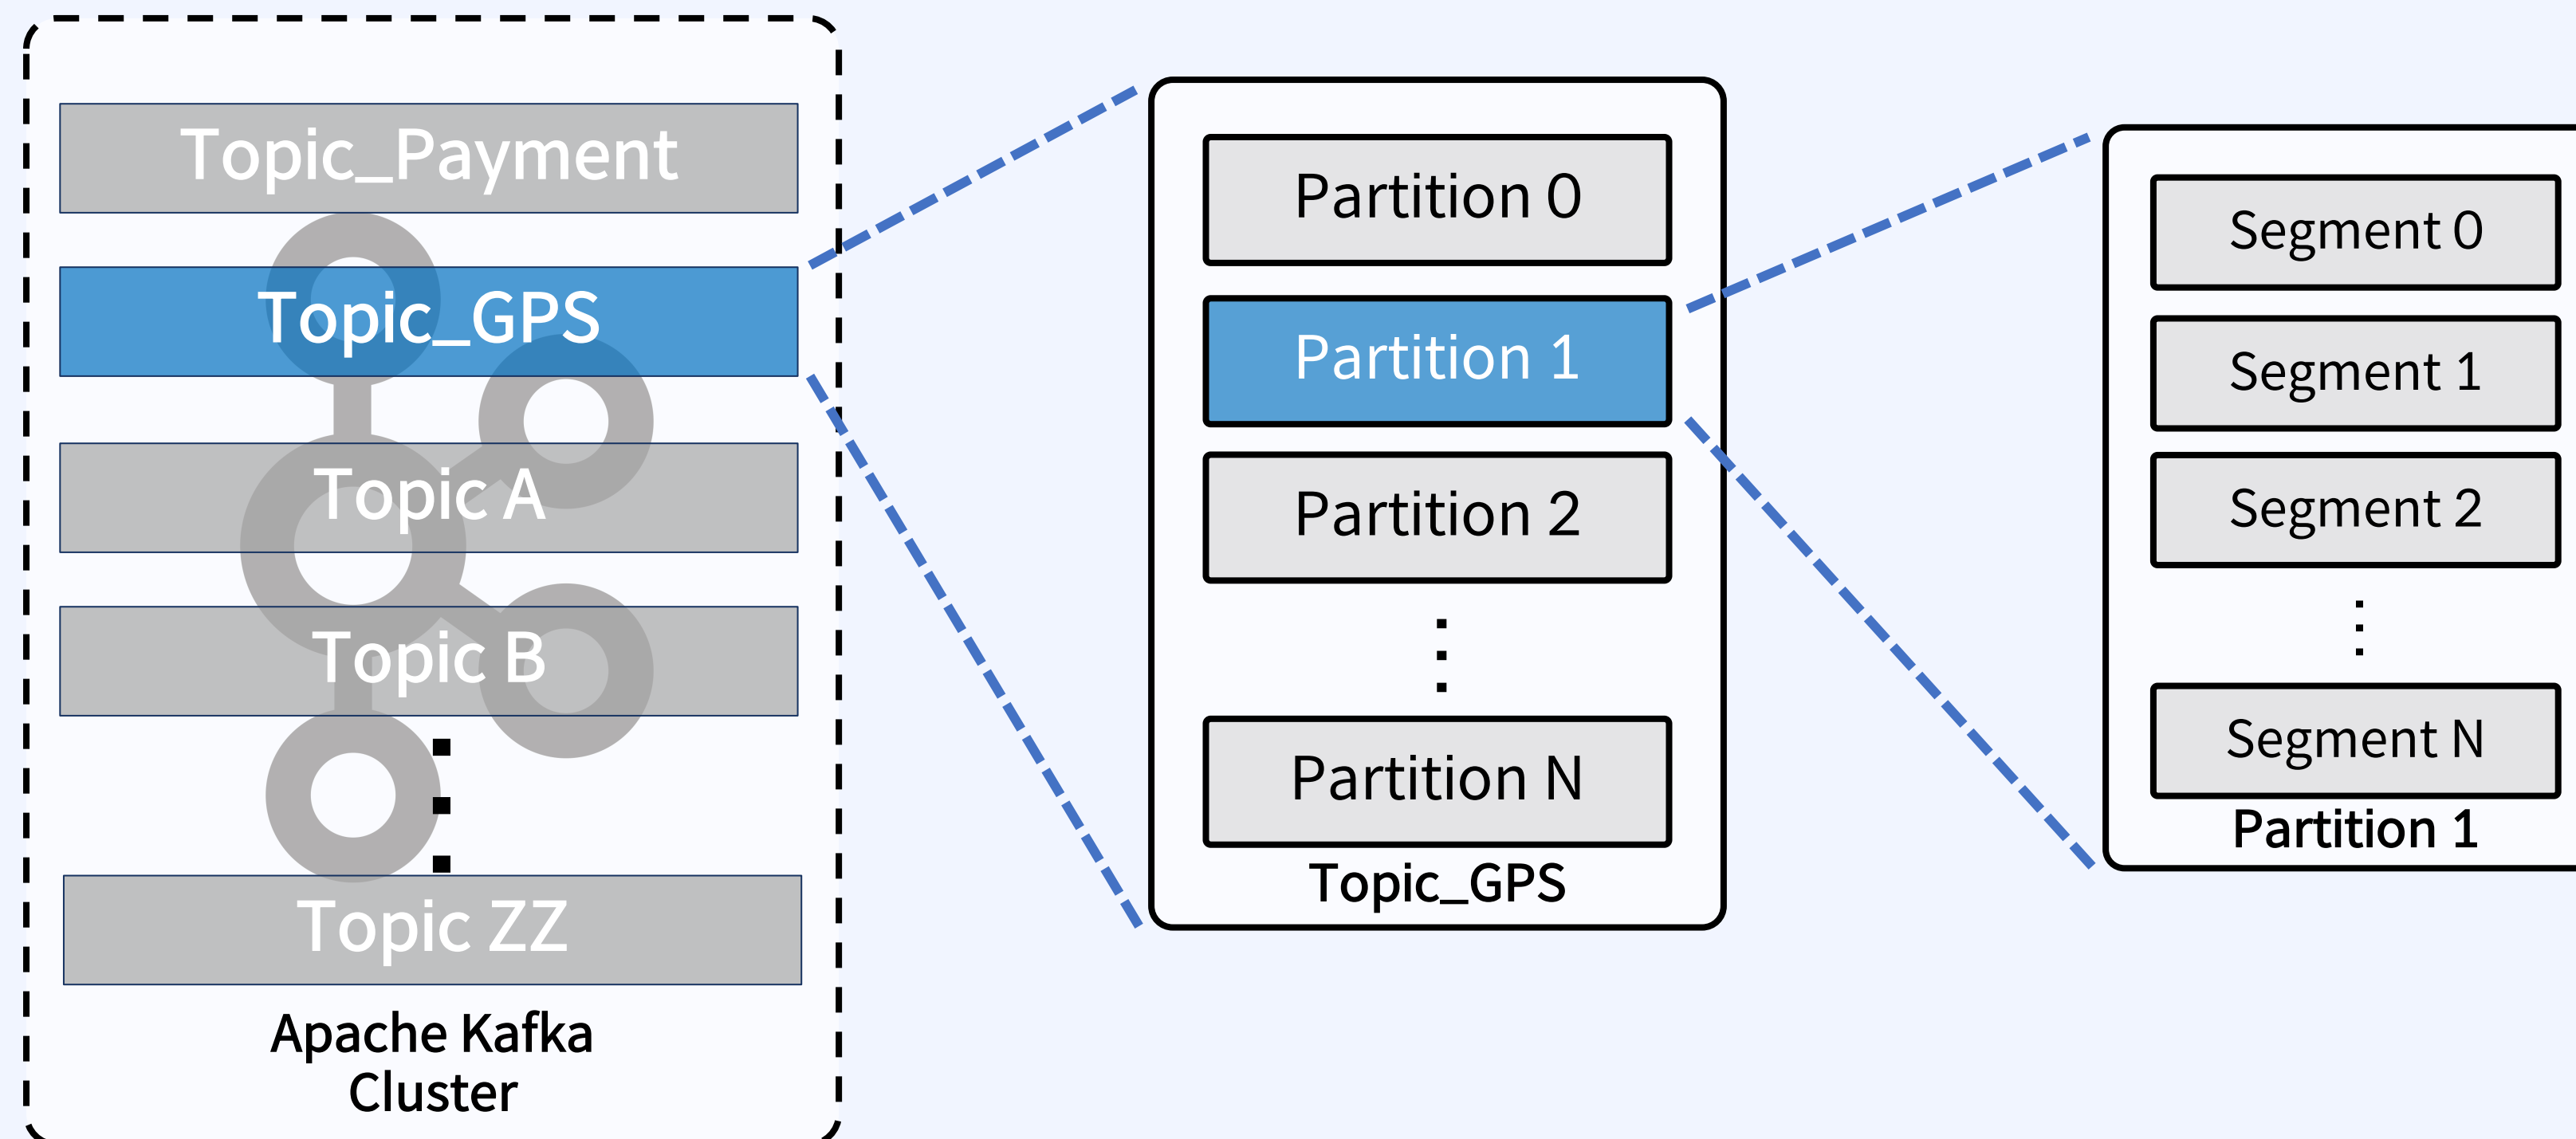 Topic_Payment
Topic_GPS
Topic A
Topic B
Topic ZZ
Apache Kafka
Cluster
Partition 0
Partition 1
Partition 2
Partition N
Topic_GPS
Segment 0
Segment 1
Segment 2
Segment N
Partition 1